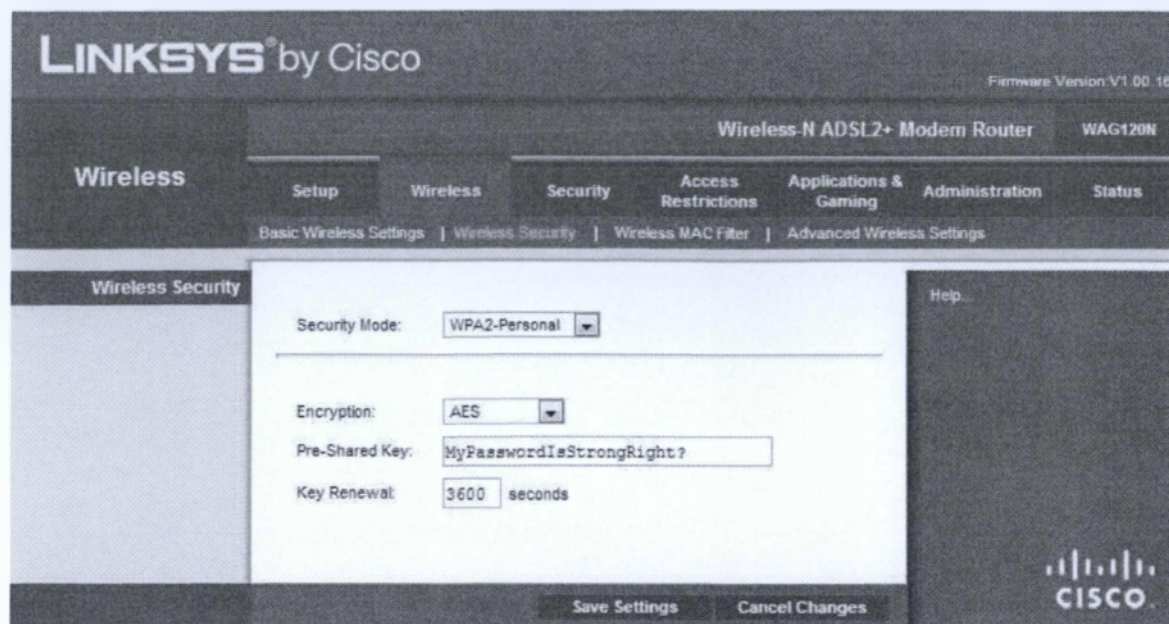 LINKSYS® by Cisco
Firmware Version:V1.00.16
Wireless-N ADSL2+ Modem Router WAG120N
Wireless
Setup Wireless Security Access Restrictions Applications & Gaming Administration Status
Basic Wireless Settings | Wireless Security | Wireless MAC Filter | Advanced Wireless Settings
Wireless Security
Help...
Security Mode: WPA2-Personal
Encryption: AES
Pre-Shared Key: MyPasswordIsStrongRight?
Key Renewal: 3600 seconds
Save Settings Cancel Changes
CISCO.